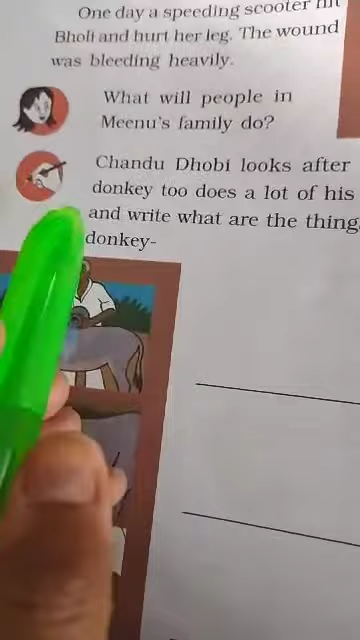 One day a speeding scooter hit
Bholi and hurt her leg. The wound
was bleeding heavily.
What will people in
Meenu's family do?
Chandu Dhobi looks after
donkey too does a lot of his
and write what are the thing
donkey-